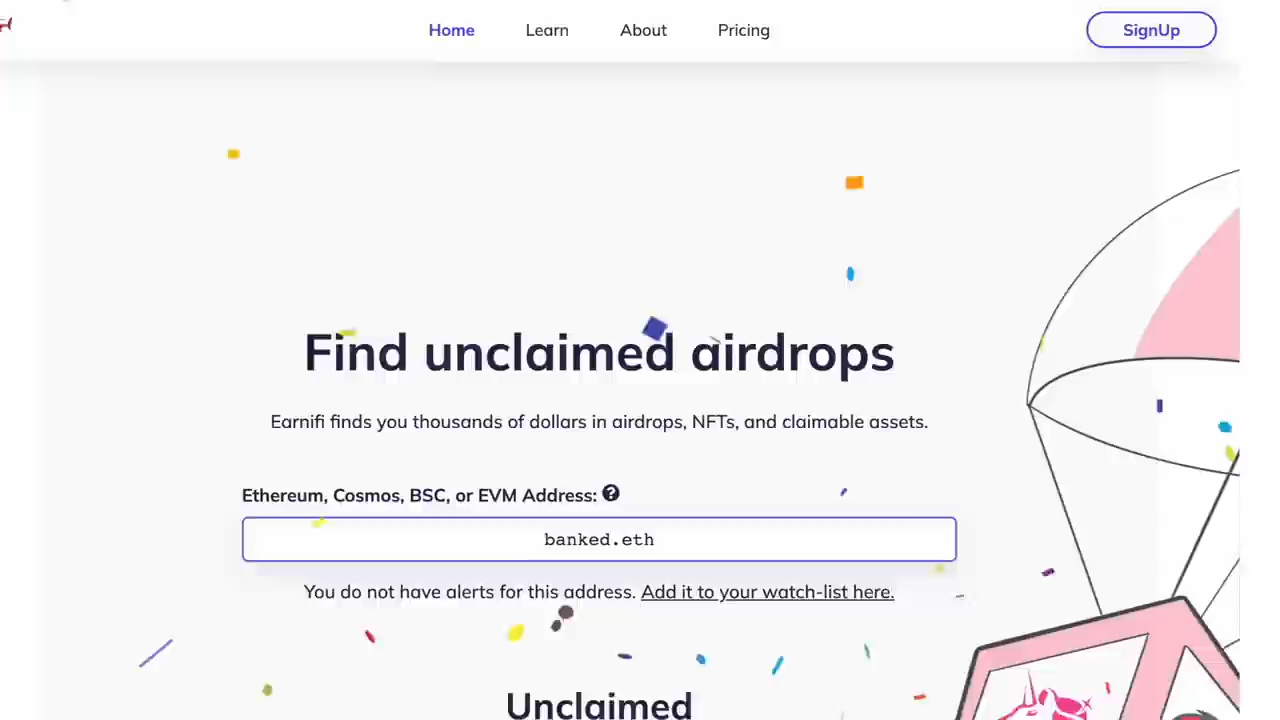 Home Learn About Pricing SignUp
Find unclaimed airdrops
Earnifi finds you thousands of dollars in airdrops, NFTs, and claimable assets.
Ethereum, Cosmos, BSC, or EVM Address: ?
banked.eth
You do not have alerts for this address. Add it to your watch-list here.
Unclaimed